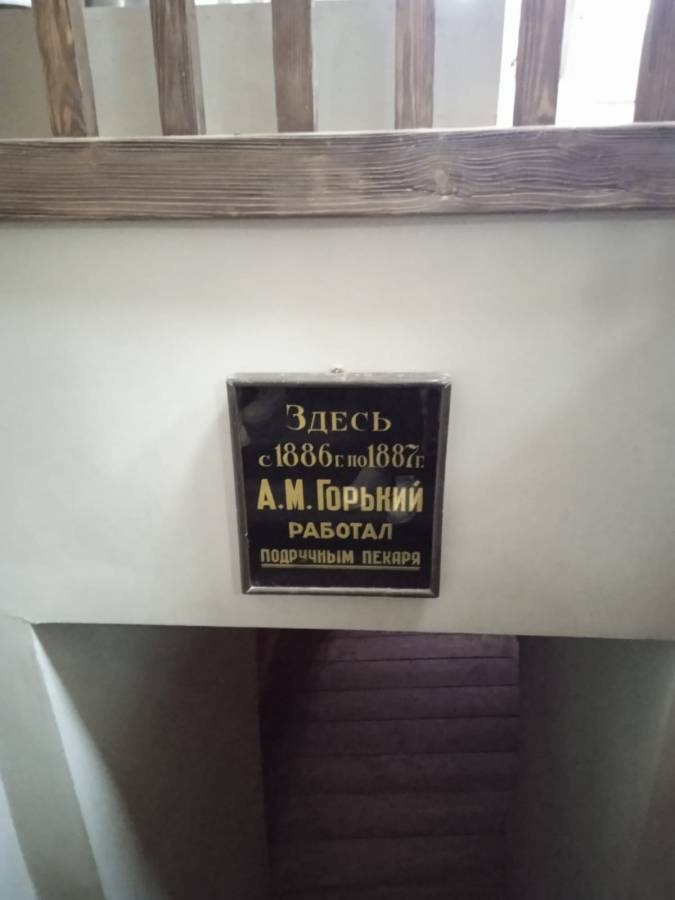 Здесь
с 1886 г. по 1887 г.
А.М. Горький
РАБОТАЛ
ПОДРУЧНЫМ ПЕКАРЯ